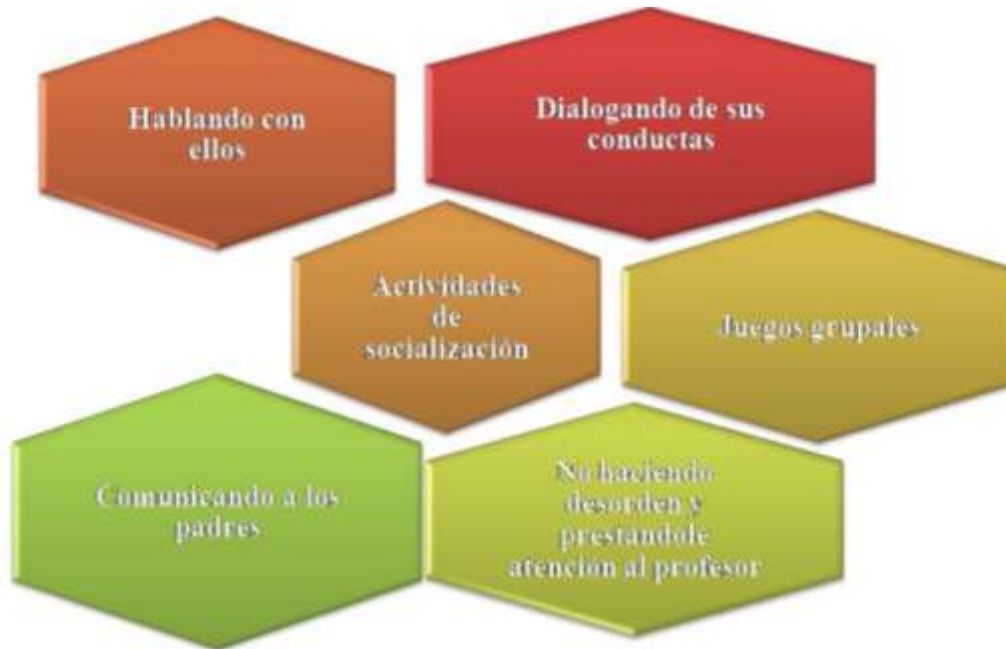 Hablando con
ellos
Dialogando de sus
conductas
Actividades
de
socialización
Juegos grupales
Comunicando a los
padres
No haciendo
desorden y
prestandole
atención al profesor